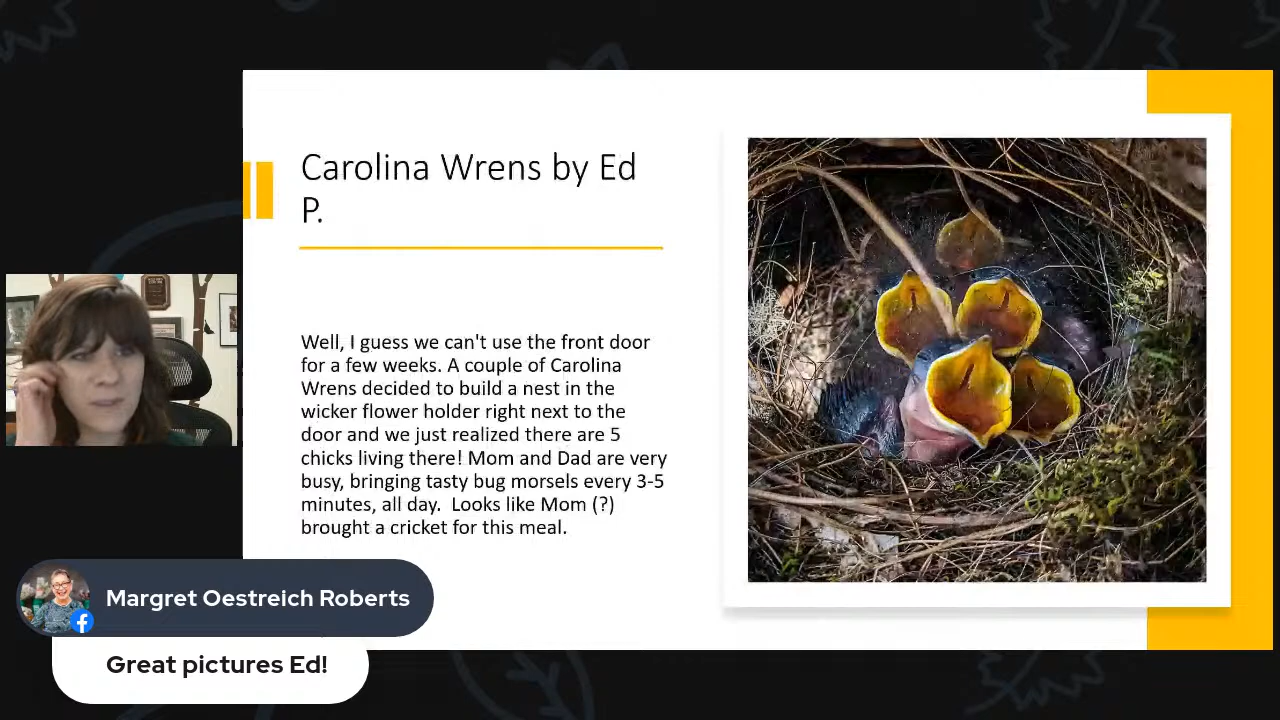 Carolina Wrens by Ed
P.
Well, I guess we can't use the front door
for a few weeks. A couple of Carolina
Wrens decided to build a nest in the
wicker flower holder right next to the
door and we just realized there are 5
chicks living there! Mom and Dad are very
busy, bringing tasty bug morsels every 3-5
minutes, all day.  Looks like Mom (?)
brought a cricket for this meal.
Margret Oestreich Roberts
Great pictures Ed!